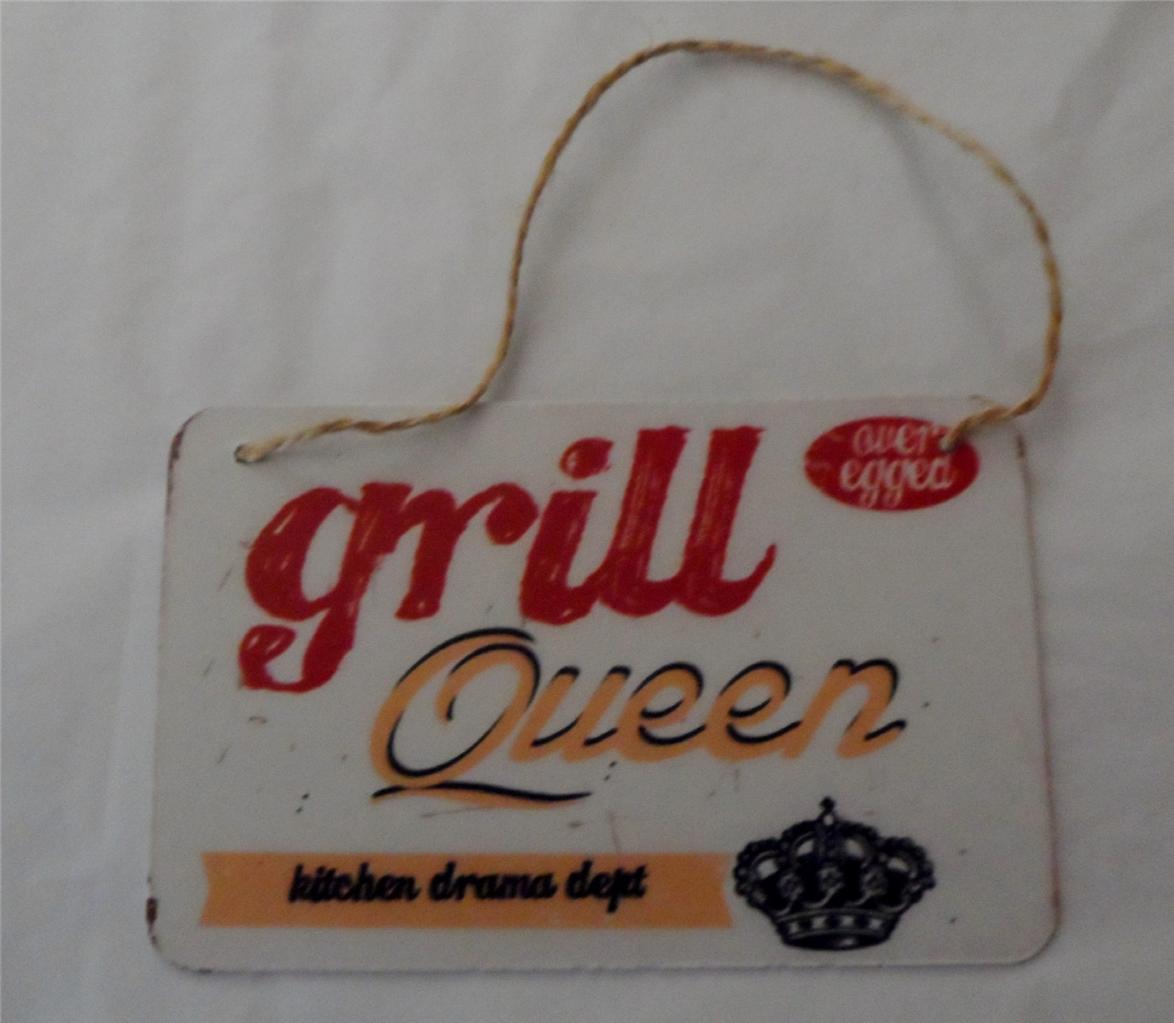 over
egged
grill
Queen
kitchen drama dept